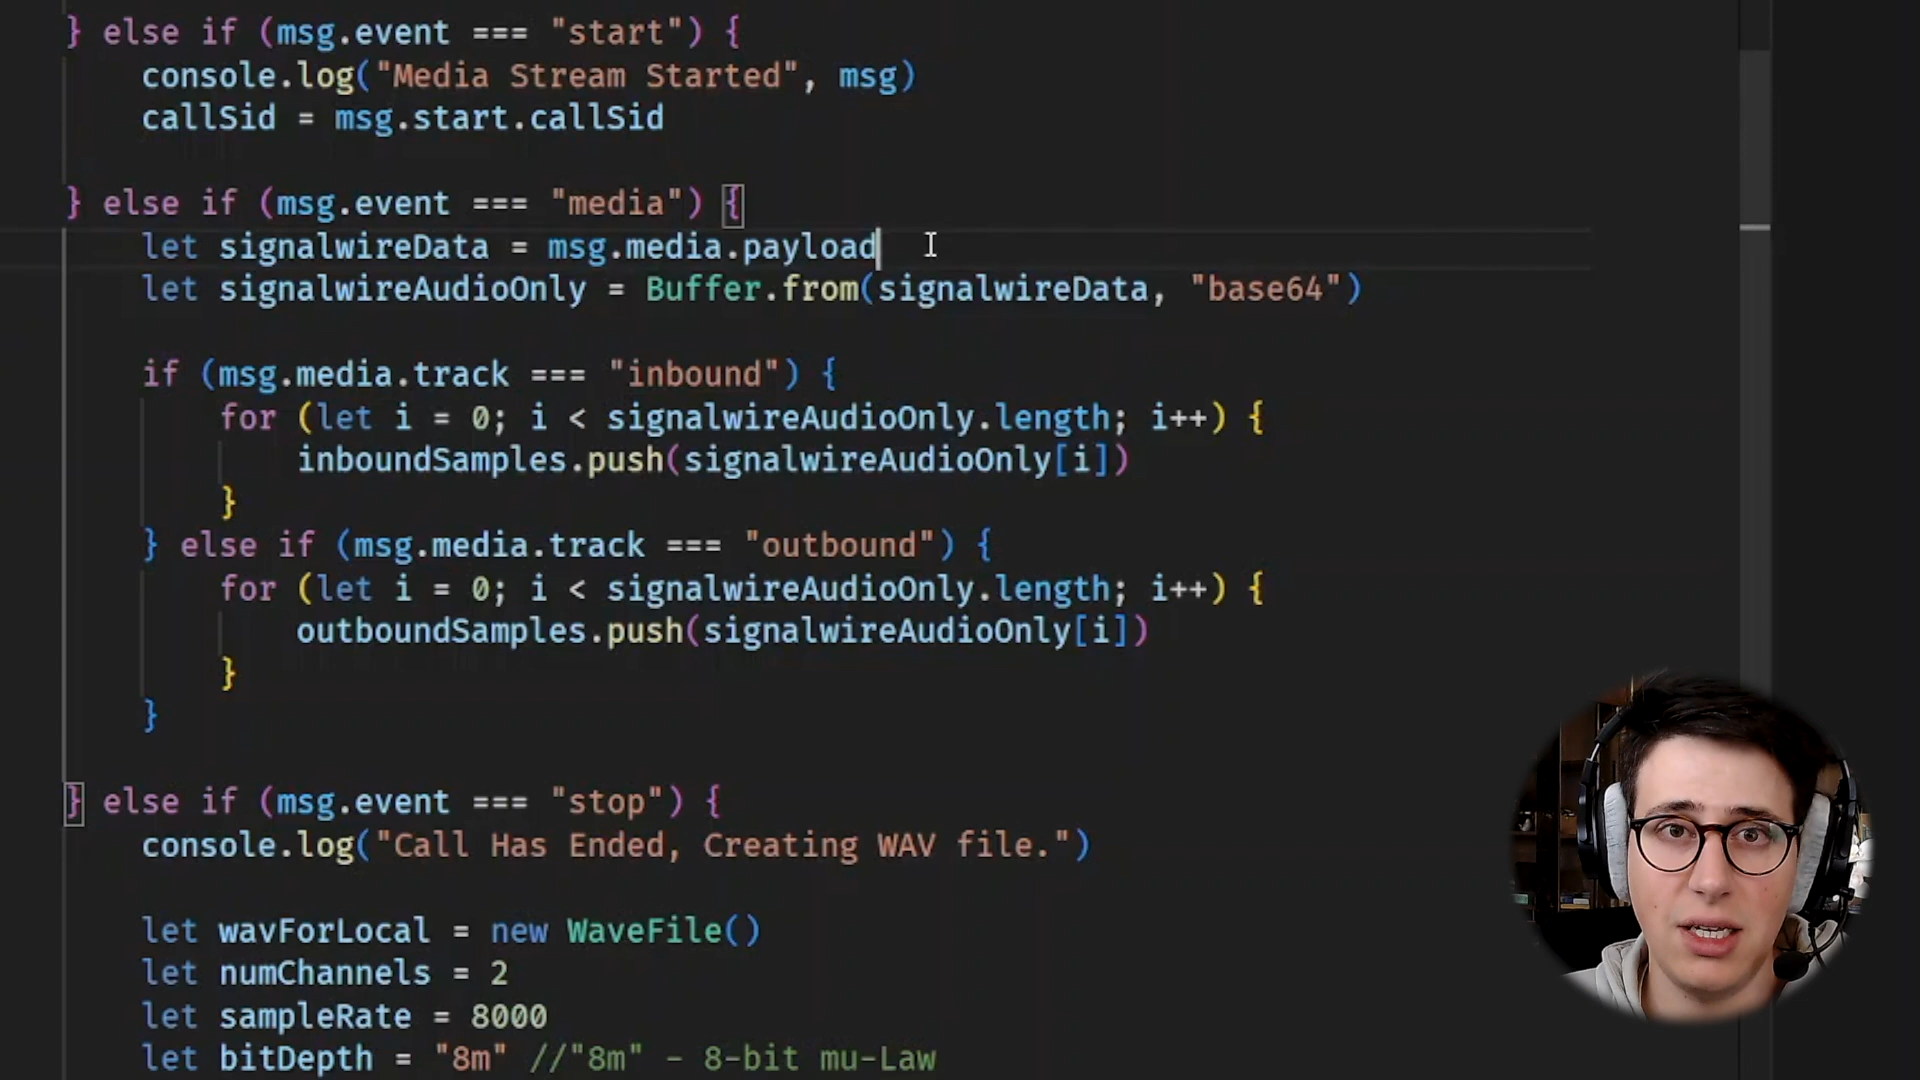 } else if (msg.event === "start") {
console.log("Media Stream Started", msg)
callSid = msg.start.callSid
} else if (msg.event === "media") {
let signalwireData = msg.media.payload
let signalwireAudioOnly = Buffer.from(signalwireData, "base64")
if (msg.media.track === "inbound") {
for (let i = 0; i < signalwireAudioOnly.length; i++) {
inboundSamples.push(signalwireAudioOnly[i])
}
} else if (msg.media.track === "outbound") {
for (let i = 0; i < signalwireAudioOnly.length; i++) {
outboundSamples.push(signalwireAudioOnly[i])
}
}
} else if (msg.event === "stop") {
console.log("Call Has Ended, Creating WAV file.")
let wavForLocal = new WaveFile()
let numChannels = 2
let sampleRate = 8000
let bitDepth = "8m" //"8m" - 8-bit mu-Law